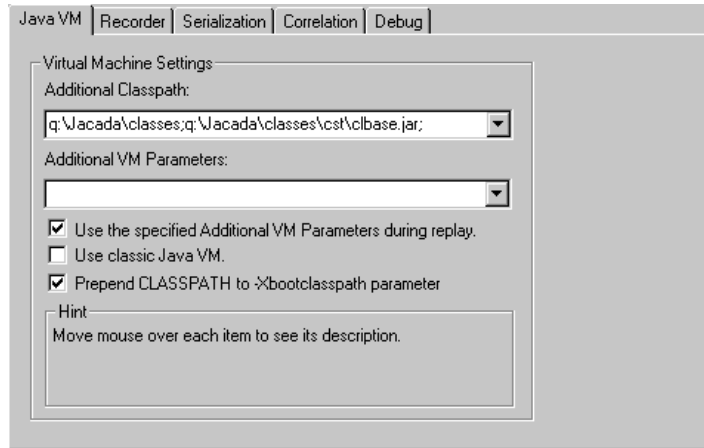 Java VM Recorder Serialization Correlation Debug
Virtual Machine Settings
Additional Classpath:
q:\Jacada\classes;q:\Jacada\classes\cst\clbase.jar;
Additional VM Parameters:
Use the specified Additional VM Parameters during replay.
Use classic Java VM.
Prepend CLASSPATH to -Xbootclasspath parameter
Hint
Move mouse over each item to see its description.